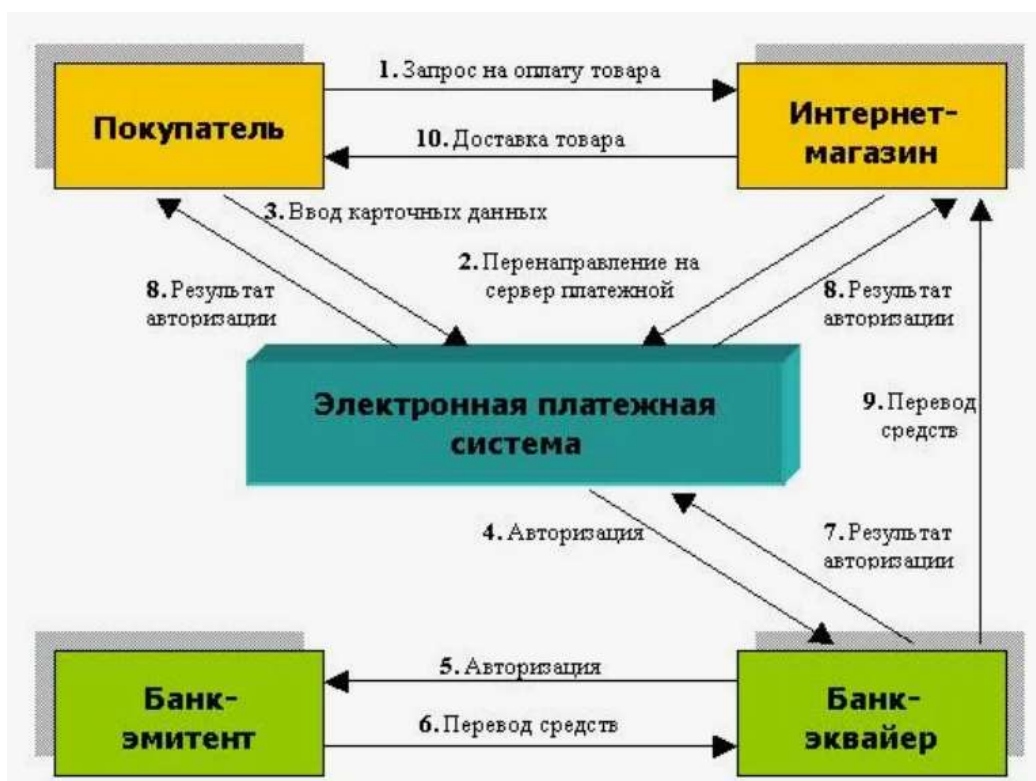 1. Запрос на оплату товара
Покупатель
Интернет-
магазин
10. Доставка товара
3. Ввод карточных данных
2. Перенаправление на
сервер платежной
8. Результат
авторизации
8. Результат
авторизации
Электронная платежная
система
9. Перевод
средств
4. Авторизация
7. Результат
авторизации
5. Авторизация
Банк-
эмитент
6. Перевод средств
Банк-
эквайер